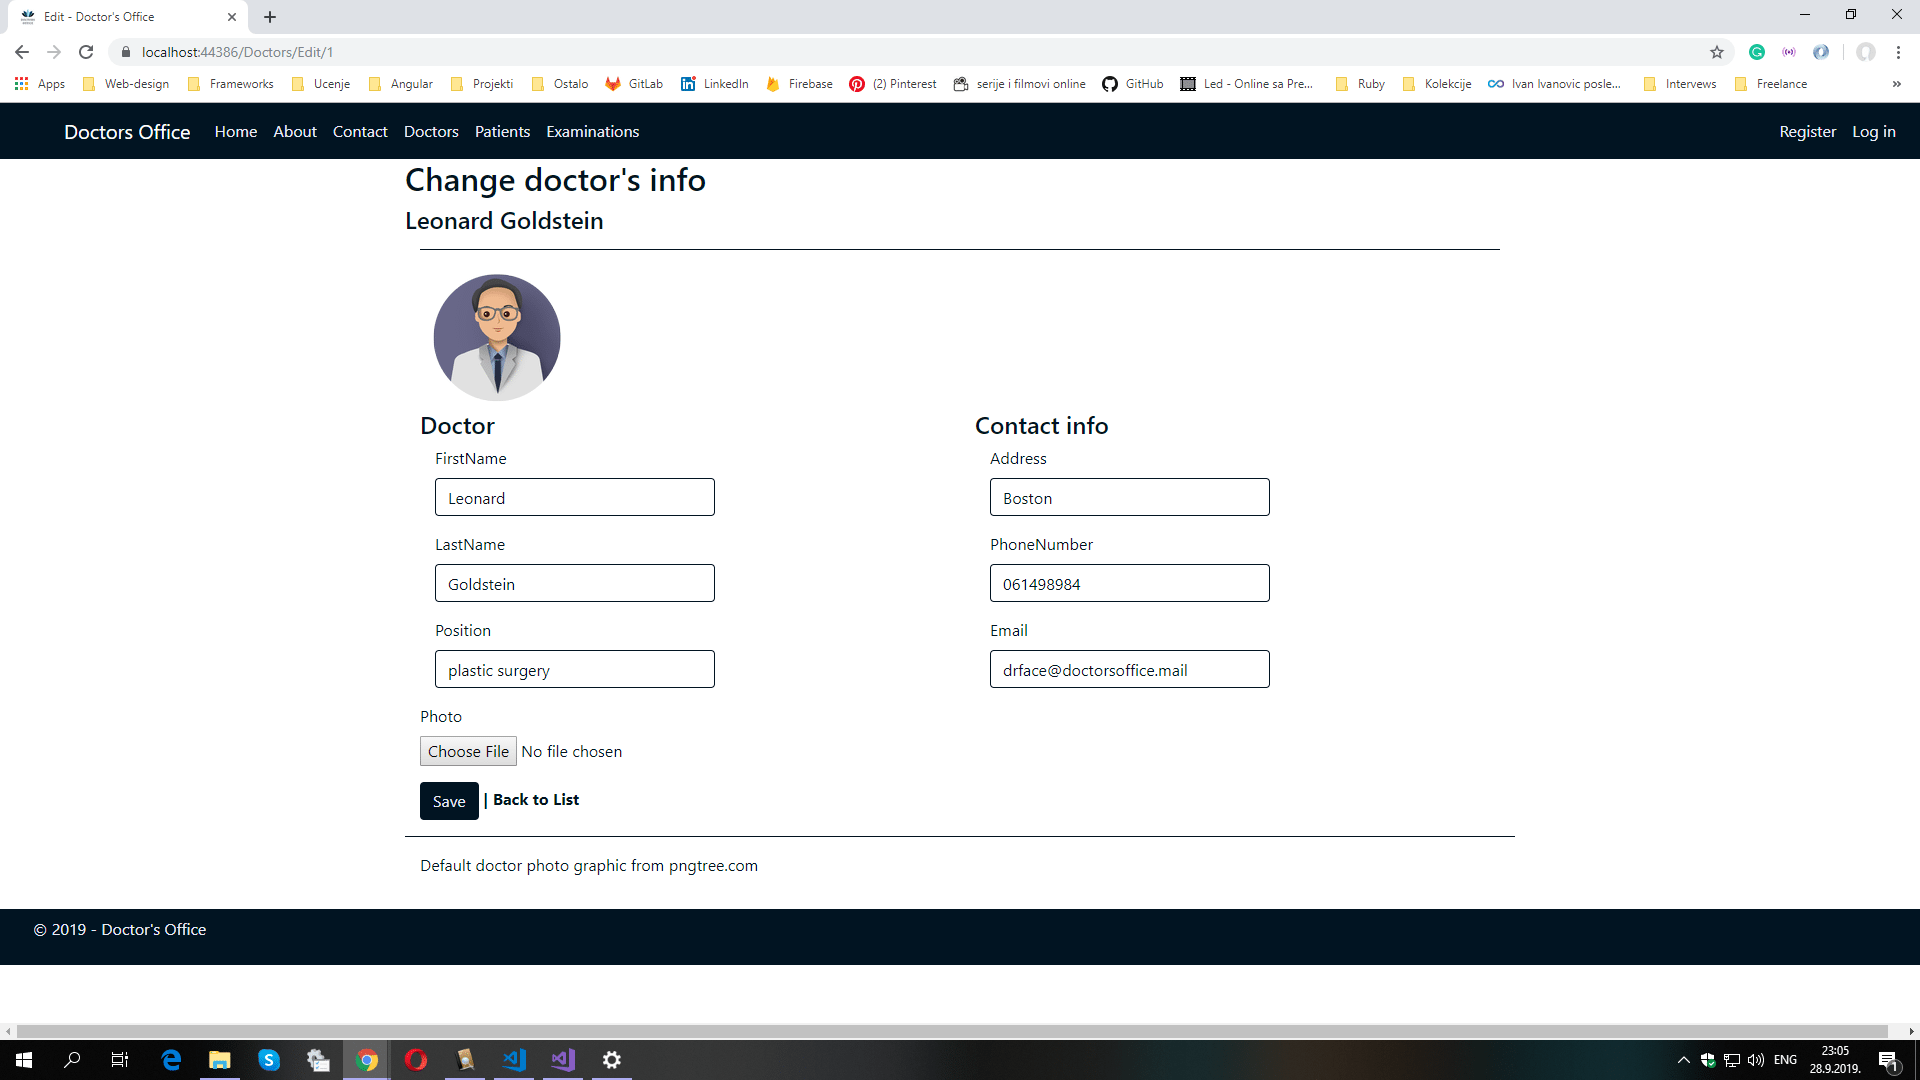 Edit - Doctor's Office
localhost:44386/Doctors/Edit/1
Apps Web-design Frameworks Ucenje Angular Projekti Ostalo GitLab LinkedIn Firebase (2) Pinterest serije i filmovi online GitHub Led - Online sa Pre... Ruby Kolekcije Ivan Ivanovic posle... Intervews Freelance »
Doctors Office Home About Contact Doctors Patients Examinations Register Log in
Change doctor's info
Leonard Goldstein
Doctor
FirstName
Leonard
LastName
Goldstein
Position
plastic surgery
Contact info
Address
Boston
PhoneNumber
061498984
Email
drface@doctorsoffice.mail
Photo
Choose File No file chosen
Save | Back to List
Default doctor photo graphic from pngtree.com
© 2019 - Doctor's Office
ENG
23:05
28.9.2019.
1